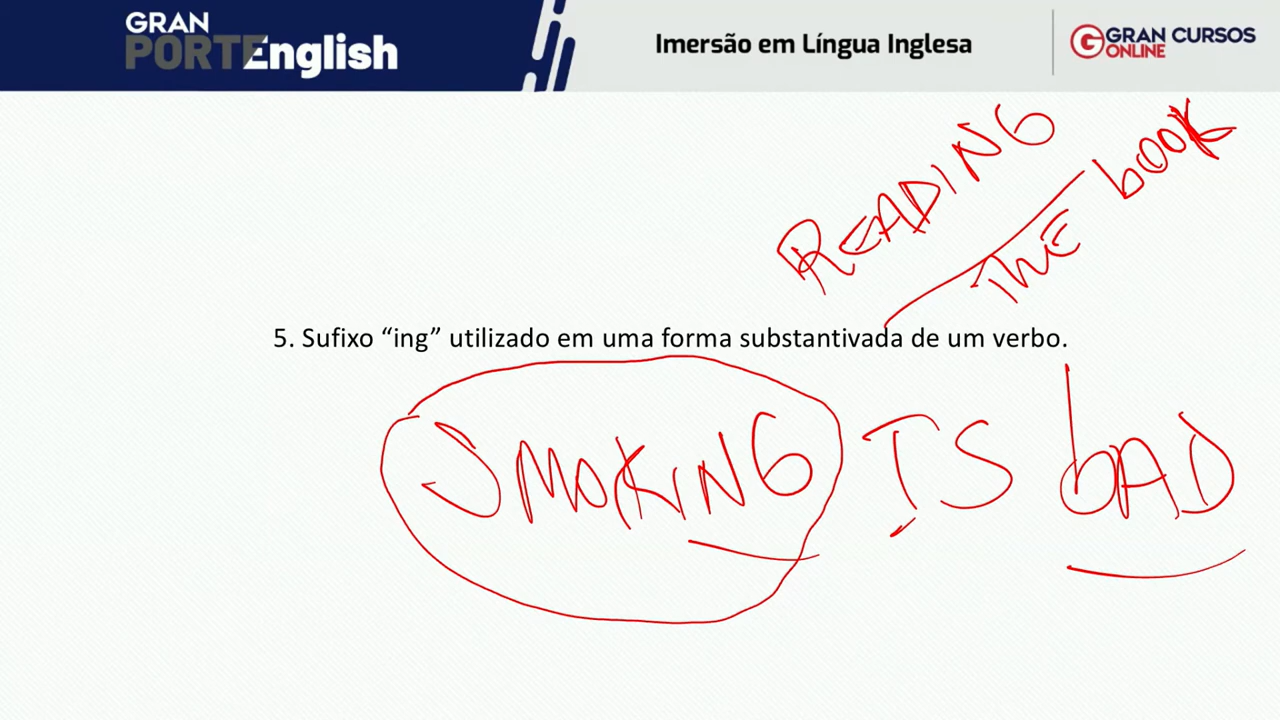 GRAN
PORTEnglish
Imersão em Língua Inglesa
GRAN CURSOS
ONLINE
READING
THE bOOK
5. Sufixo “ing” utilizado em uma forma substantivada de um verbo.
SMOKING IS bAD